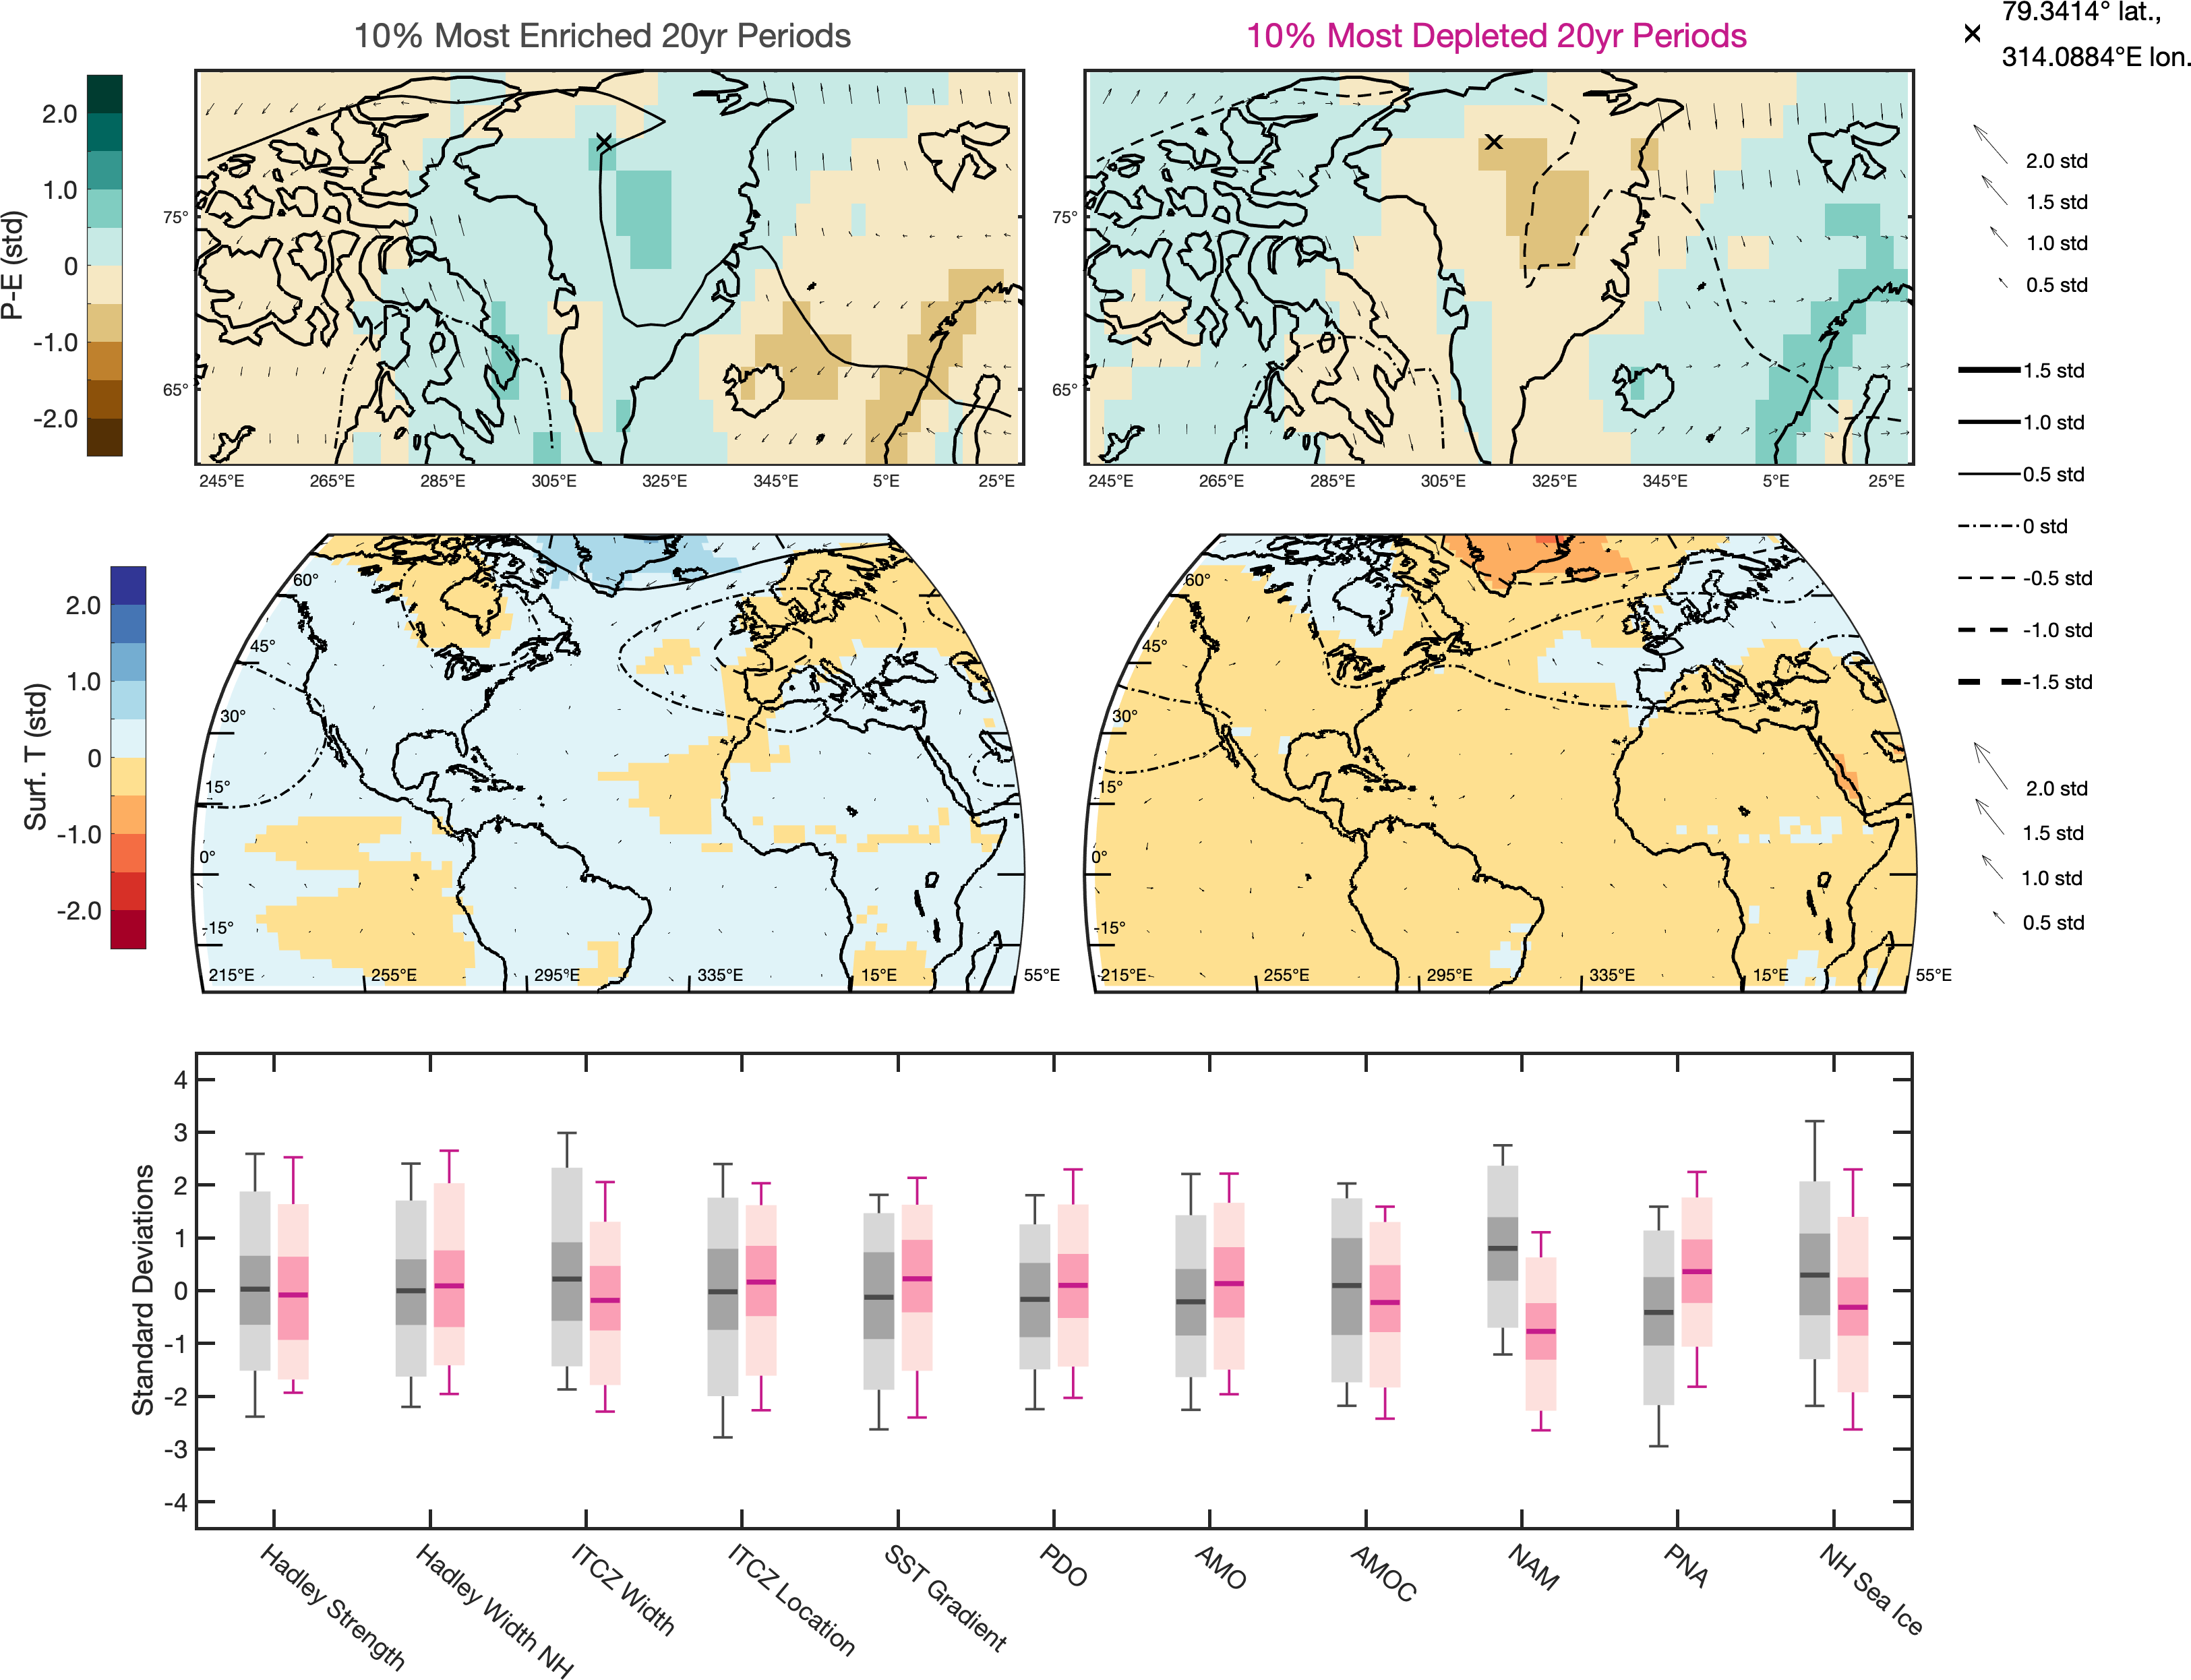 10% Most Enriched 20yr Periods
10% Most Depleted 20yr Periods
79.3414° lat.,
314.0884°E lon.
P-E (std)
2.0
1.0
0
-1.0
-2.0
75°
65°
245°E 265°E 285°E 305°E 325°E 345°E 5°E 25°E
75°
65°
245°E 265°E 285°E 305°E 325°E 345°E 5°E 25°E
2.0 std
1.5 std
1.0 std
0.5 std
1.5 std
1.0 std
0.5 std
0 std
-0.5 std
-1.0 std
-1.5 std
2.0 std
1.5 std
1.0 std
0.5 std
Surf. T (std)
2.0
1.0
0
-1.0
-2.0
60°
45°
30°
15°
0°
-15°
215°E 255°E 295°E 335°E 15°E 55°E
60°
45°
30°
15°
0°
-15°
215°E 255°E 295°E 335°E 15°E 55°E
Standard Deviations
4
3
2
1
0
-1
-2
-3
-4
Hadley Strength
Hadley Width NH
ITCZ Width
ITCZ Location
SST Gradient
PDO
AMO
AMOC
NAM
PNA
NH Sea Ice